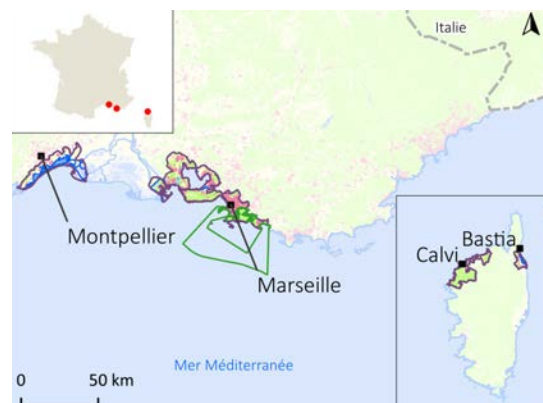 Italie
Montpellier
Marseille
Calvi
Bastia
Mer Méditerranée
0 50 km